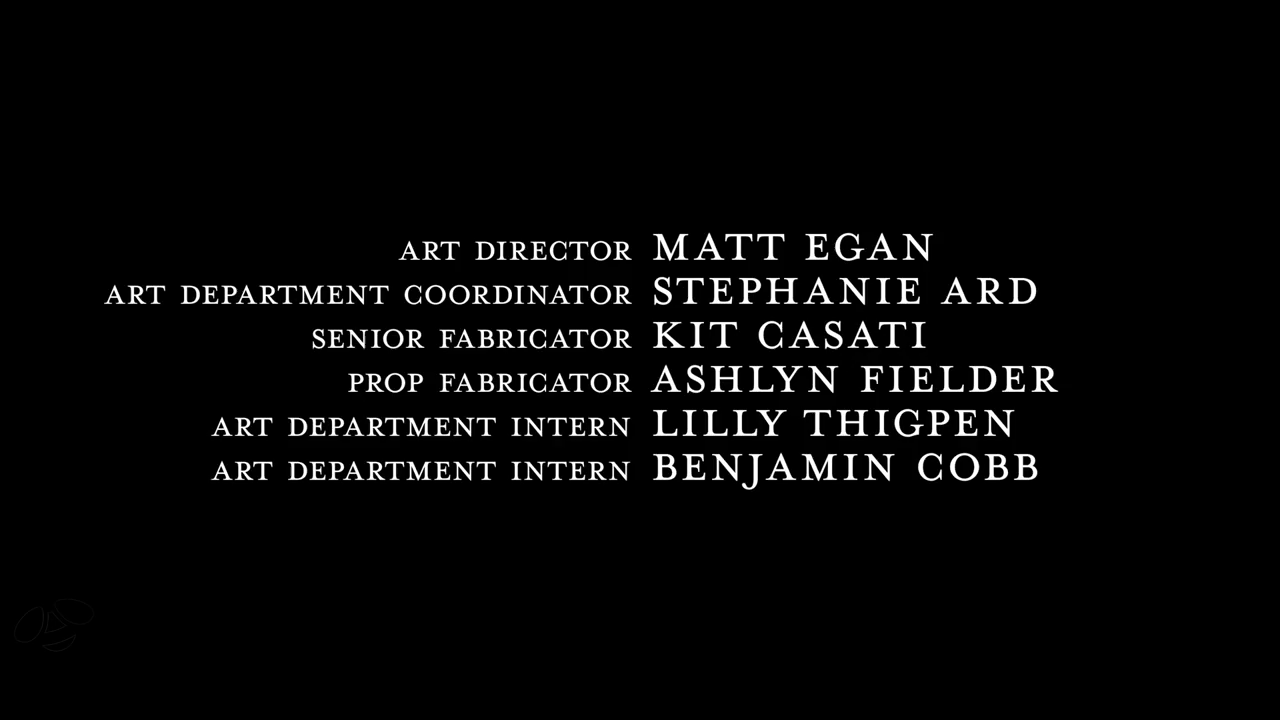 ART DIRECTOR MATT EGAN
ART DEPARTMENT COORDINATOR STEPHANIE ARD
SENIOR FABRICATOR KIT CASATI
PROP FABRICATOR ASHLYN FIELDER
ART DEPARTMENT INTERN LILLY THIGPEN
ART DEPARTMENT INTERN BENJAMIN COBB